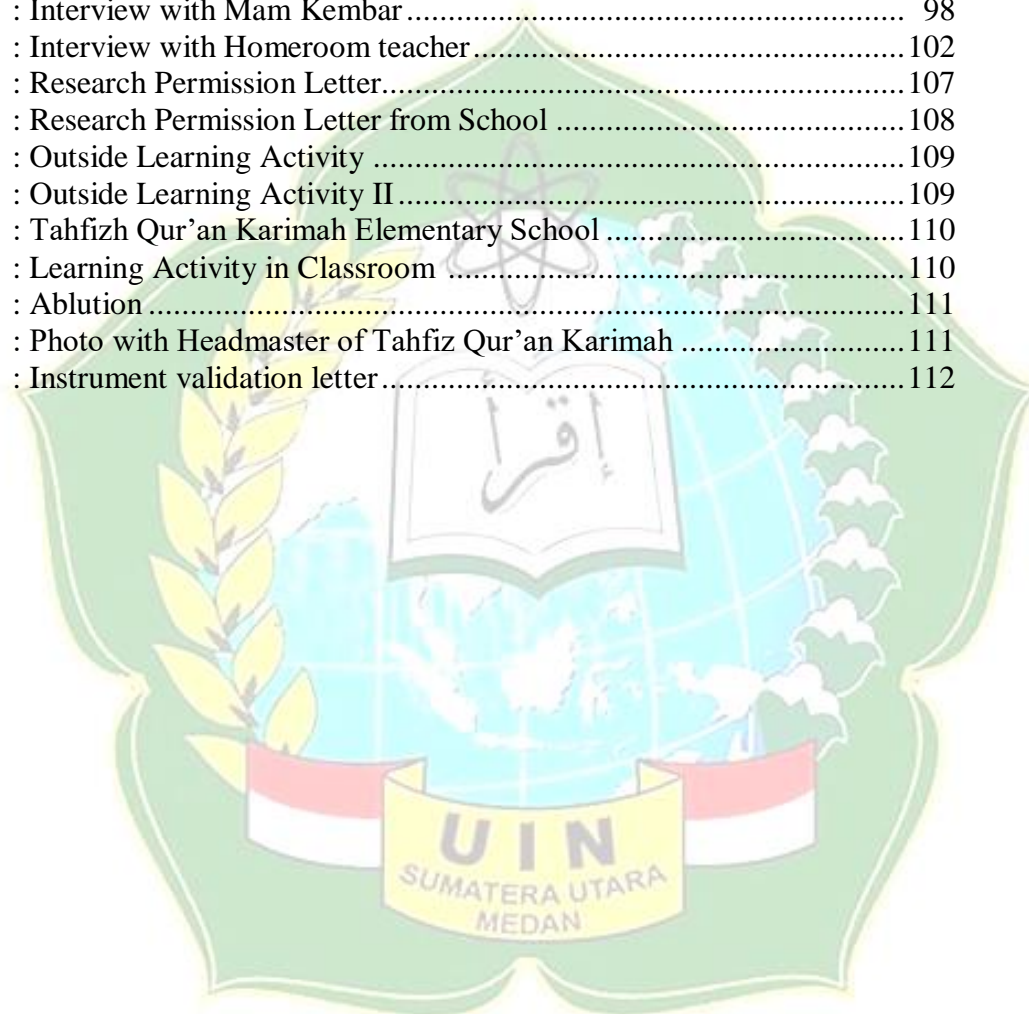 : Interview with Mam Kembar ................................................................ 98
: Interview with Homeroom teacher ....................................................... 102
: Research Permission Letter.................................................................. 107
: Research Permission Letter from School ............................................ 108
: Outside Learning Activity ................................................................... 109
: Outside Learning Activity II ................................................................ 109
: Tahfizh Qur’an Karimah Elementary School ...................................... 110
: Learning Activity in Classroom .......................................................... 110
: Ablution ................................................................................................ 111
: Photo with Headmaster of Tahfiz Qur’an Karimah ............................ 111
: Instrument validation letter .................................................................. 112
إقرأ
UIN
SUMATERA UTARA
MEDAN